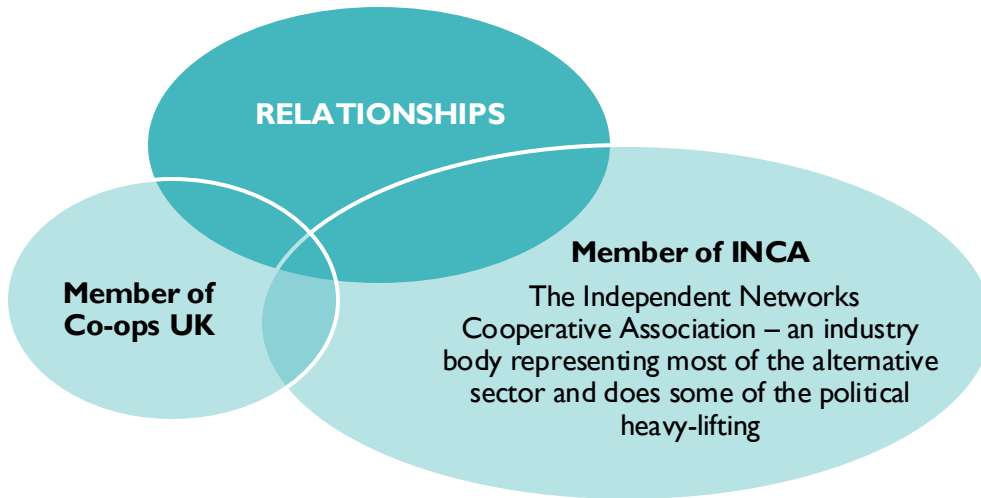 RELATIONSHIPS
Member of
Co-ops UK
Member of INCA
The Independent Networks
Cooperative Association – an industry
body representing most of the alternative
sector and does some of the political
heavy-lifting